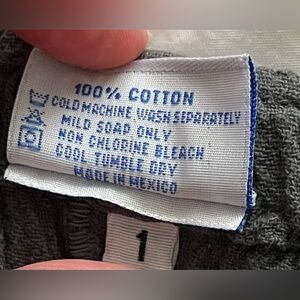 100% COTTON
COLD MACHINE WASH SEPARATELY
MILD SOAP ONLY
NON CHLORINE BLEACH
COOL TUMBLE DRY
MADE IN MEXICO
1